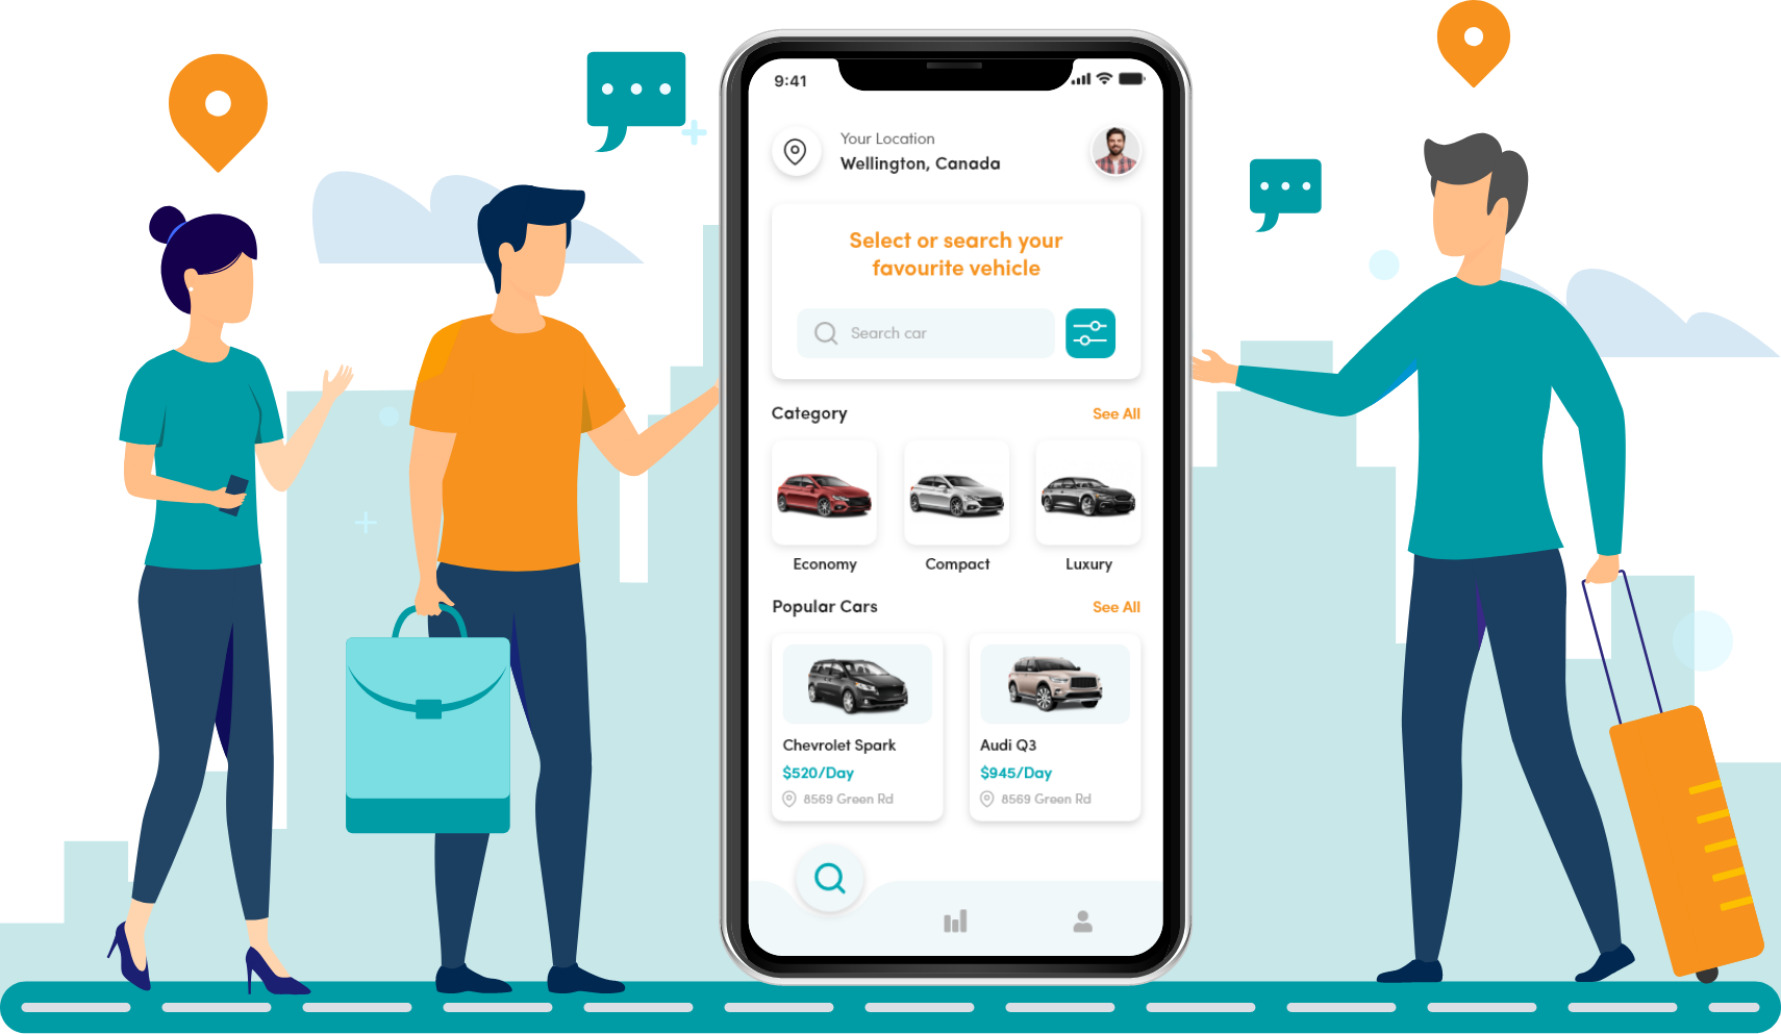 9:41
Your Location
Wellington, Canada
Select or search your
favourite vehicle
Search car
Category
See All
Economy
Compact
Luxury
Popular Cars
See All
Chevrolet Spark
$520/Day
8569 Green Rd
Audi Q3
$945/Day
8569 Green Rd